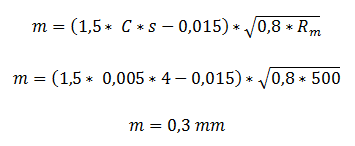 m = (1,5 * C * s − 0,015) * √0,8 * Rₘ
m = (1,5 * 0,005 * 4 − 0,015) * √0,8 * 500
m = 0,3 mm